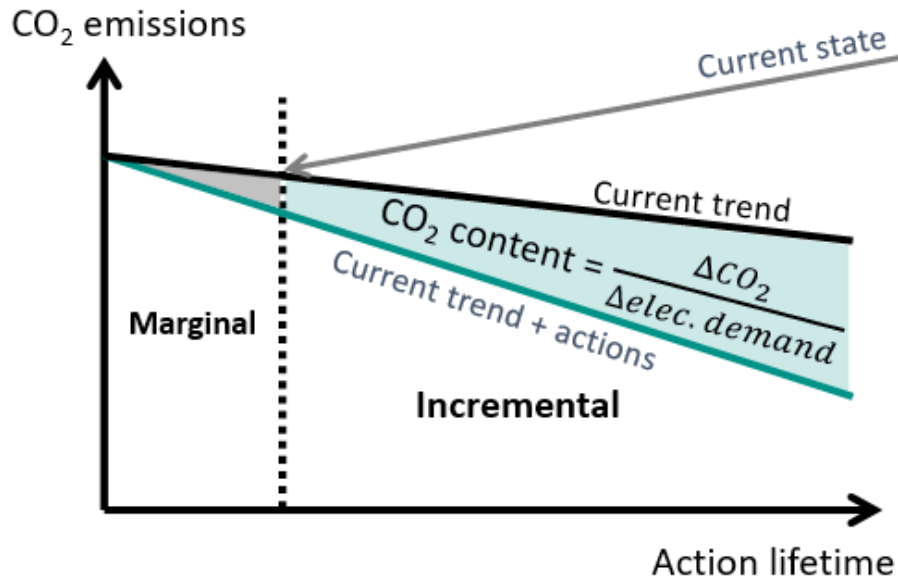 CO₂ emissions
Current state
Current trend
CO₂ content = ΔCO₂ / Δelec. demand
Current trend + actions
Marginal
Incremental
Action lifetime